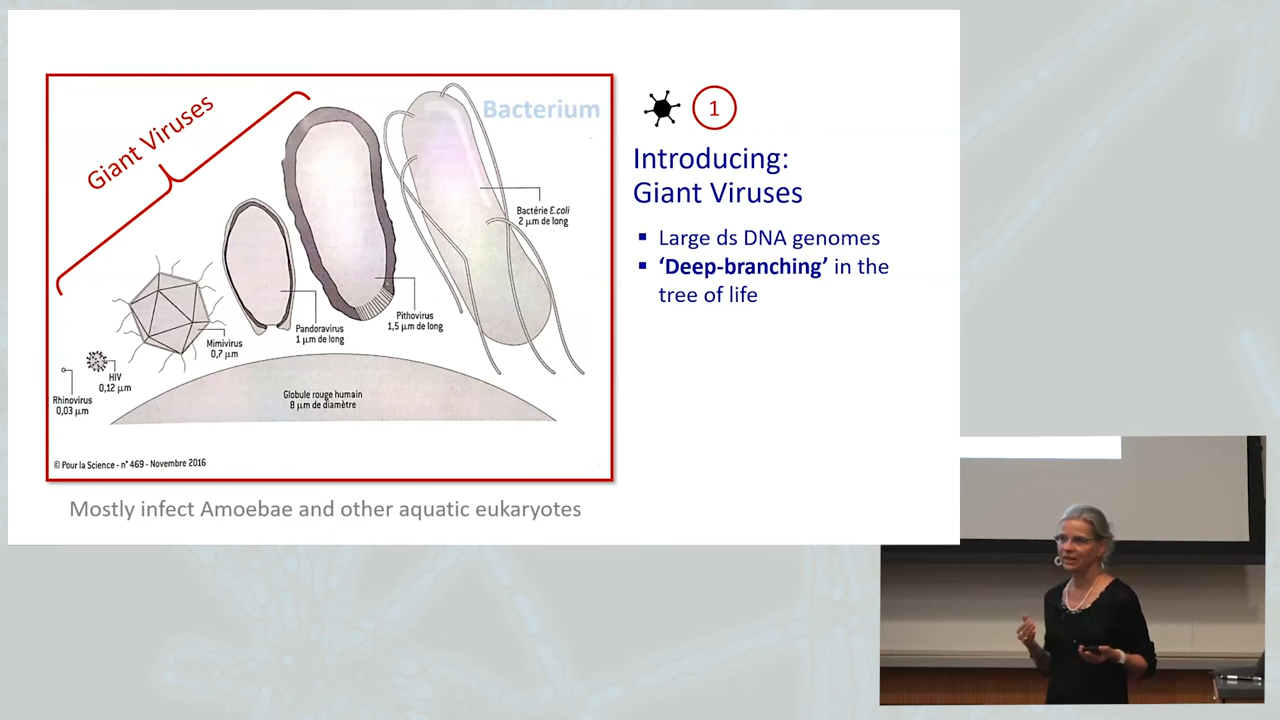 Giant Viruses
Bacterium
Bactérie E.coli
2 µm de long
Pithovirus
1,5 µm de long
Pandoravirus
1 µm de long
Mimivirus
0,7 µm
HIV
0,12 µm
Rhinovirus
0,03 µm
Globule rouge humain
8 µm de diamètre
© Pour la Science - n° 469 - Novembre 2016
Mostly infect Amoebae and other aquatic eukaryotes
1
Introducing:
Giant Viruses
▪ Large ds DNA genomes
▪ ‘Deep-branching’ in the
tree of life